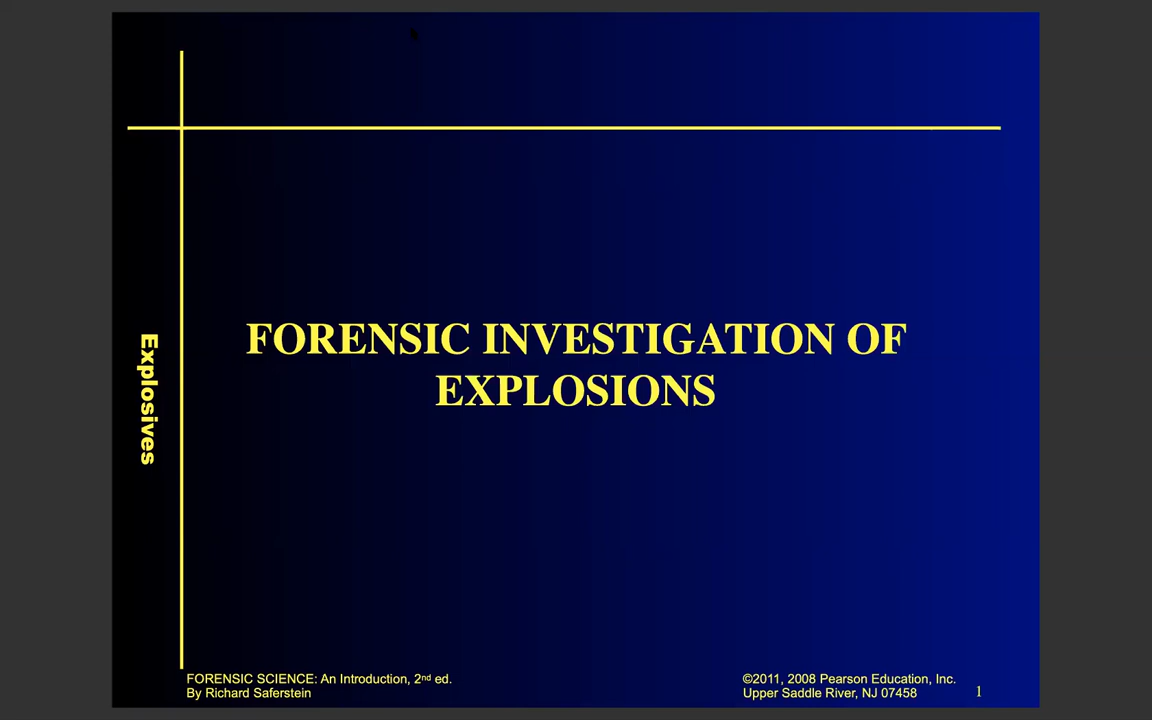 FORENSIC INVESTIGATION OF
EXPLOSIONS
Explosives
FORENSIC SCIENCE: An Introduction, 2nd ed.
By Richard Saferstein
©2011, 2008 Pearson Education, Inc.
Upper Saddle River, NJ 07458
1